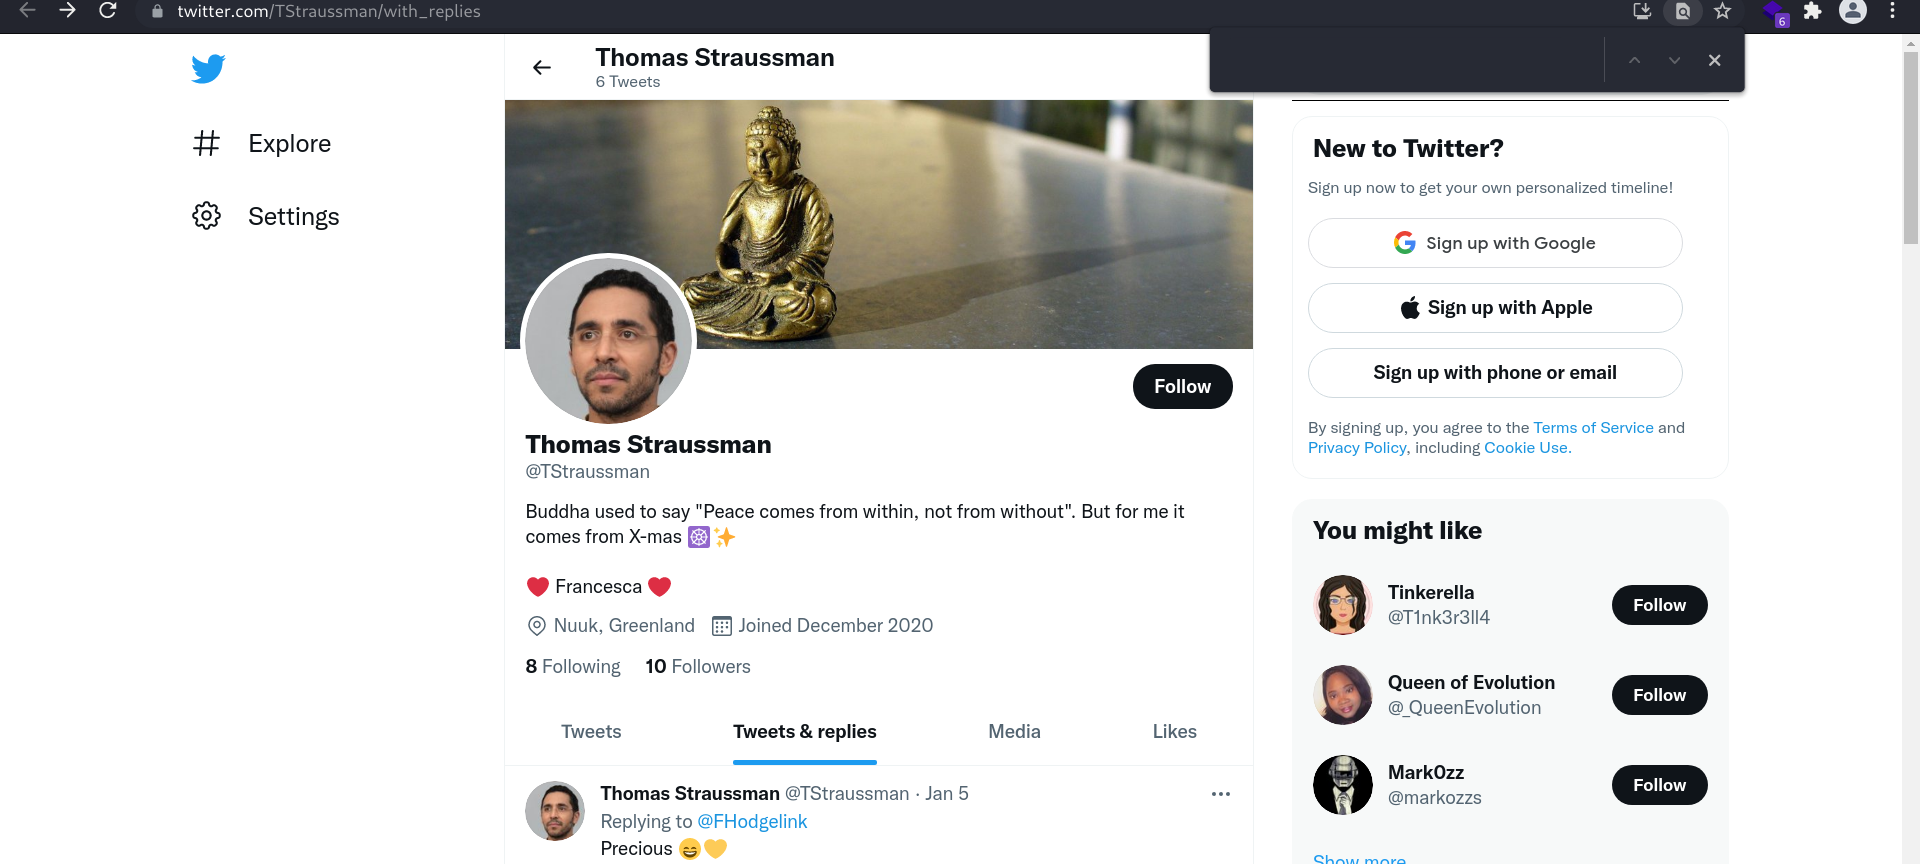 twitter.com/TStraussman/with_replies
6
Thomas Straussman
6 Tweets
Explore
Settings
Follow
Thomas Straussman
@TStraussman
Buddha used to say "Peace comes from within, not from without". But for me it
comes from X-mas ☸️✨
❤️ Francesca ❤️
Nuuk, Greenland Joined December 2020
8 Following 10 Followers
Tweets Tweets & replies Media Likes
Thomas Straussman @TStraussman · Jan 5
Replying to @FHodgelink
Precious 😄💛
New to Twitter?
Sign up now to get your own personalized timeline!
Sign up with Google
Sign up with Apple
Sign up with phone or email
By signing up, you agree to the Terms of Service and
Privacy Policy, including Cookie Use.
You might like
Tinkerella
@T1nk3r3ll4
Follow
Queen of Evolution
@_QueenEvolution
Follow
Mark0zz
@markozzs
Follow
Show more